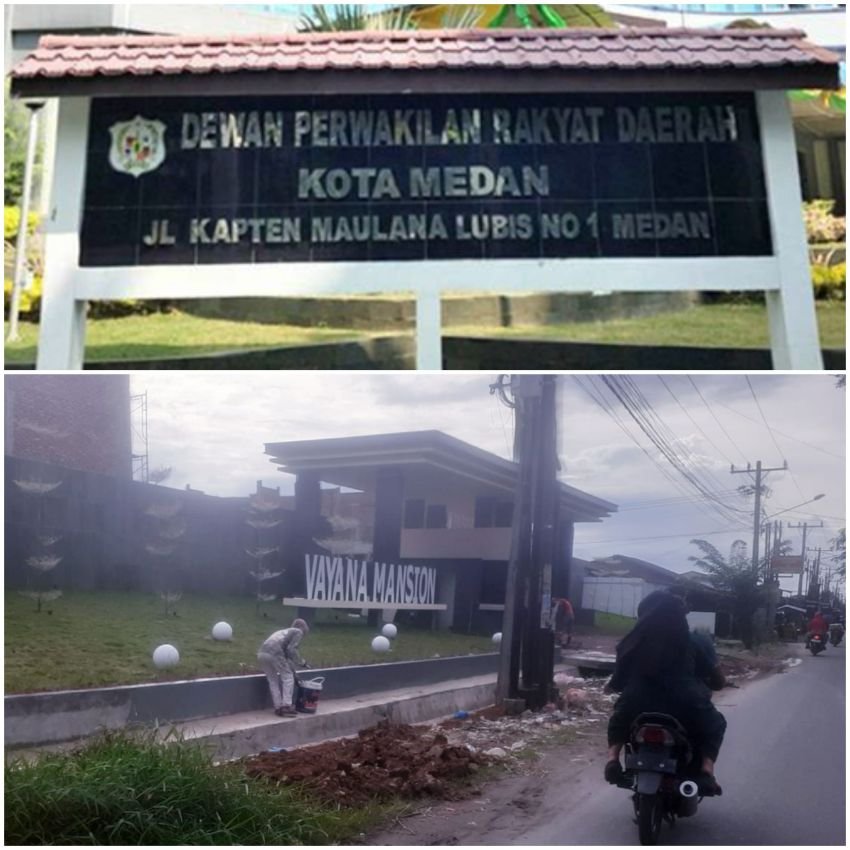 DEWAN PERWAKILAN RAKYAT DAERAH
KOTA MEDAN
JL KAPTEN MAULANA LUBIS NO 1 MEDAN
VAYANA MANSION